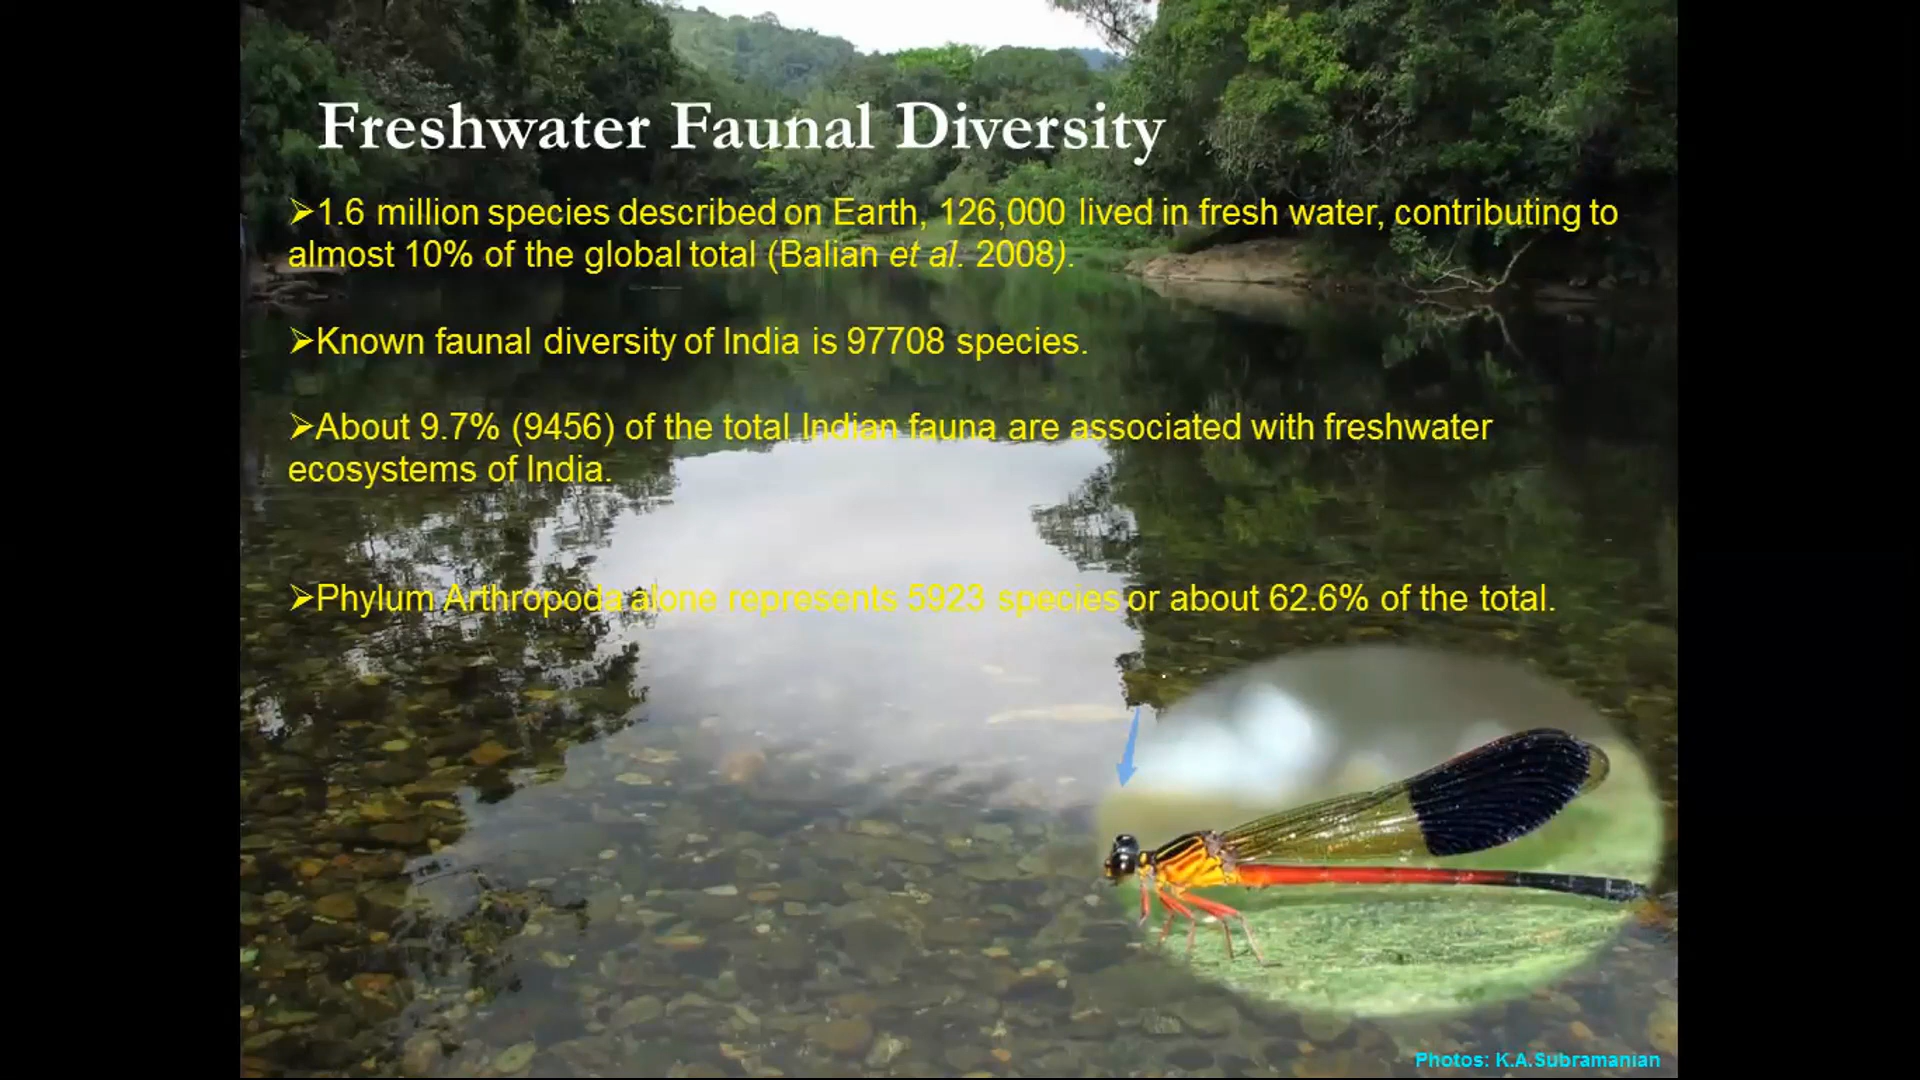 Freshwater Faunal Diversity
➢1.6 million species described on Earth, 126,000 lived in fresh water, contributing to
almost 10% of the global total (Balian et al. 2008).
➢Known faunal diversity of India is 97708 species.
➢About 9.7% (9456) of the total Indian fauna are associated with freshwater
ecosystems of India.
➢Phylum Arthropoda alone represents 5923 species or about 62.6% of the total.
Photos: K.A.Subramanian